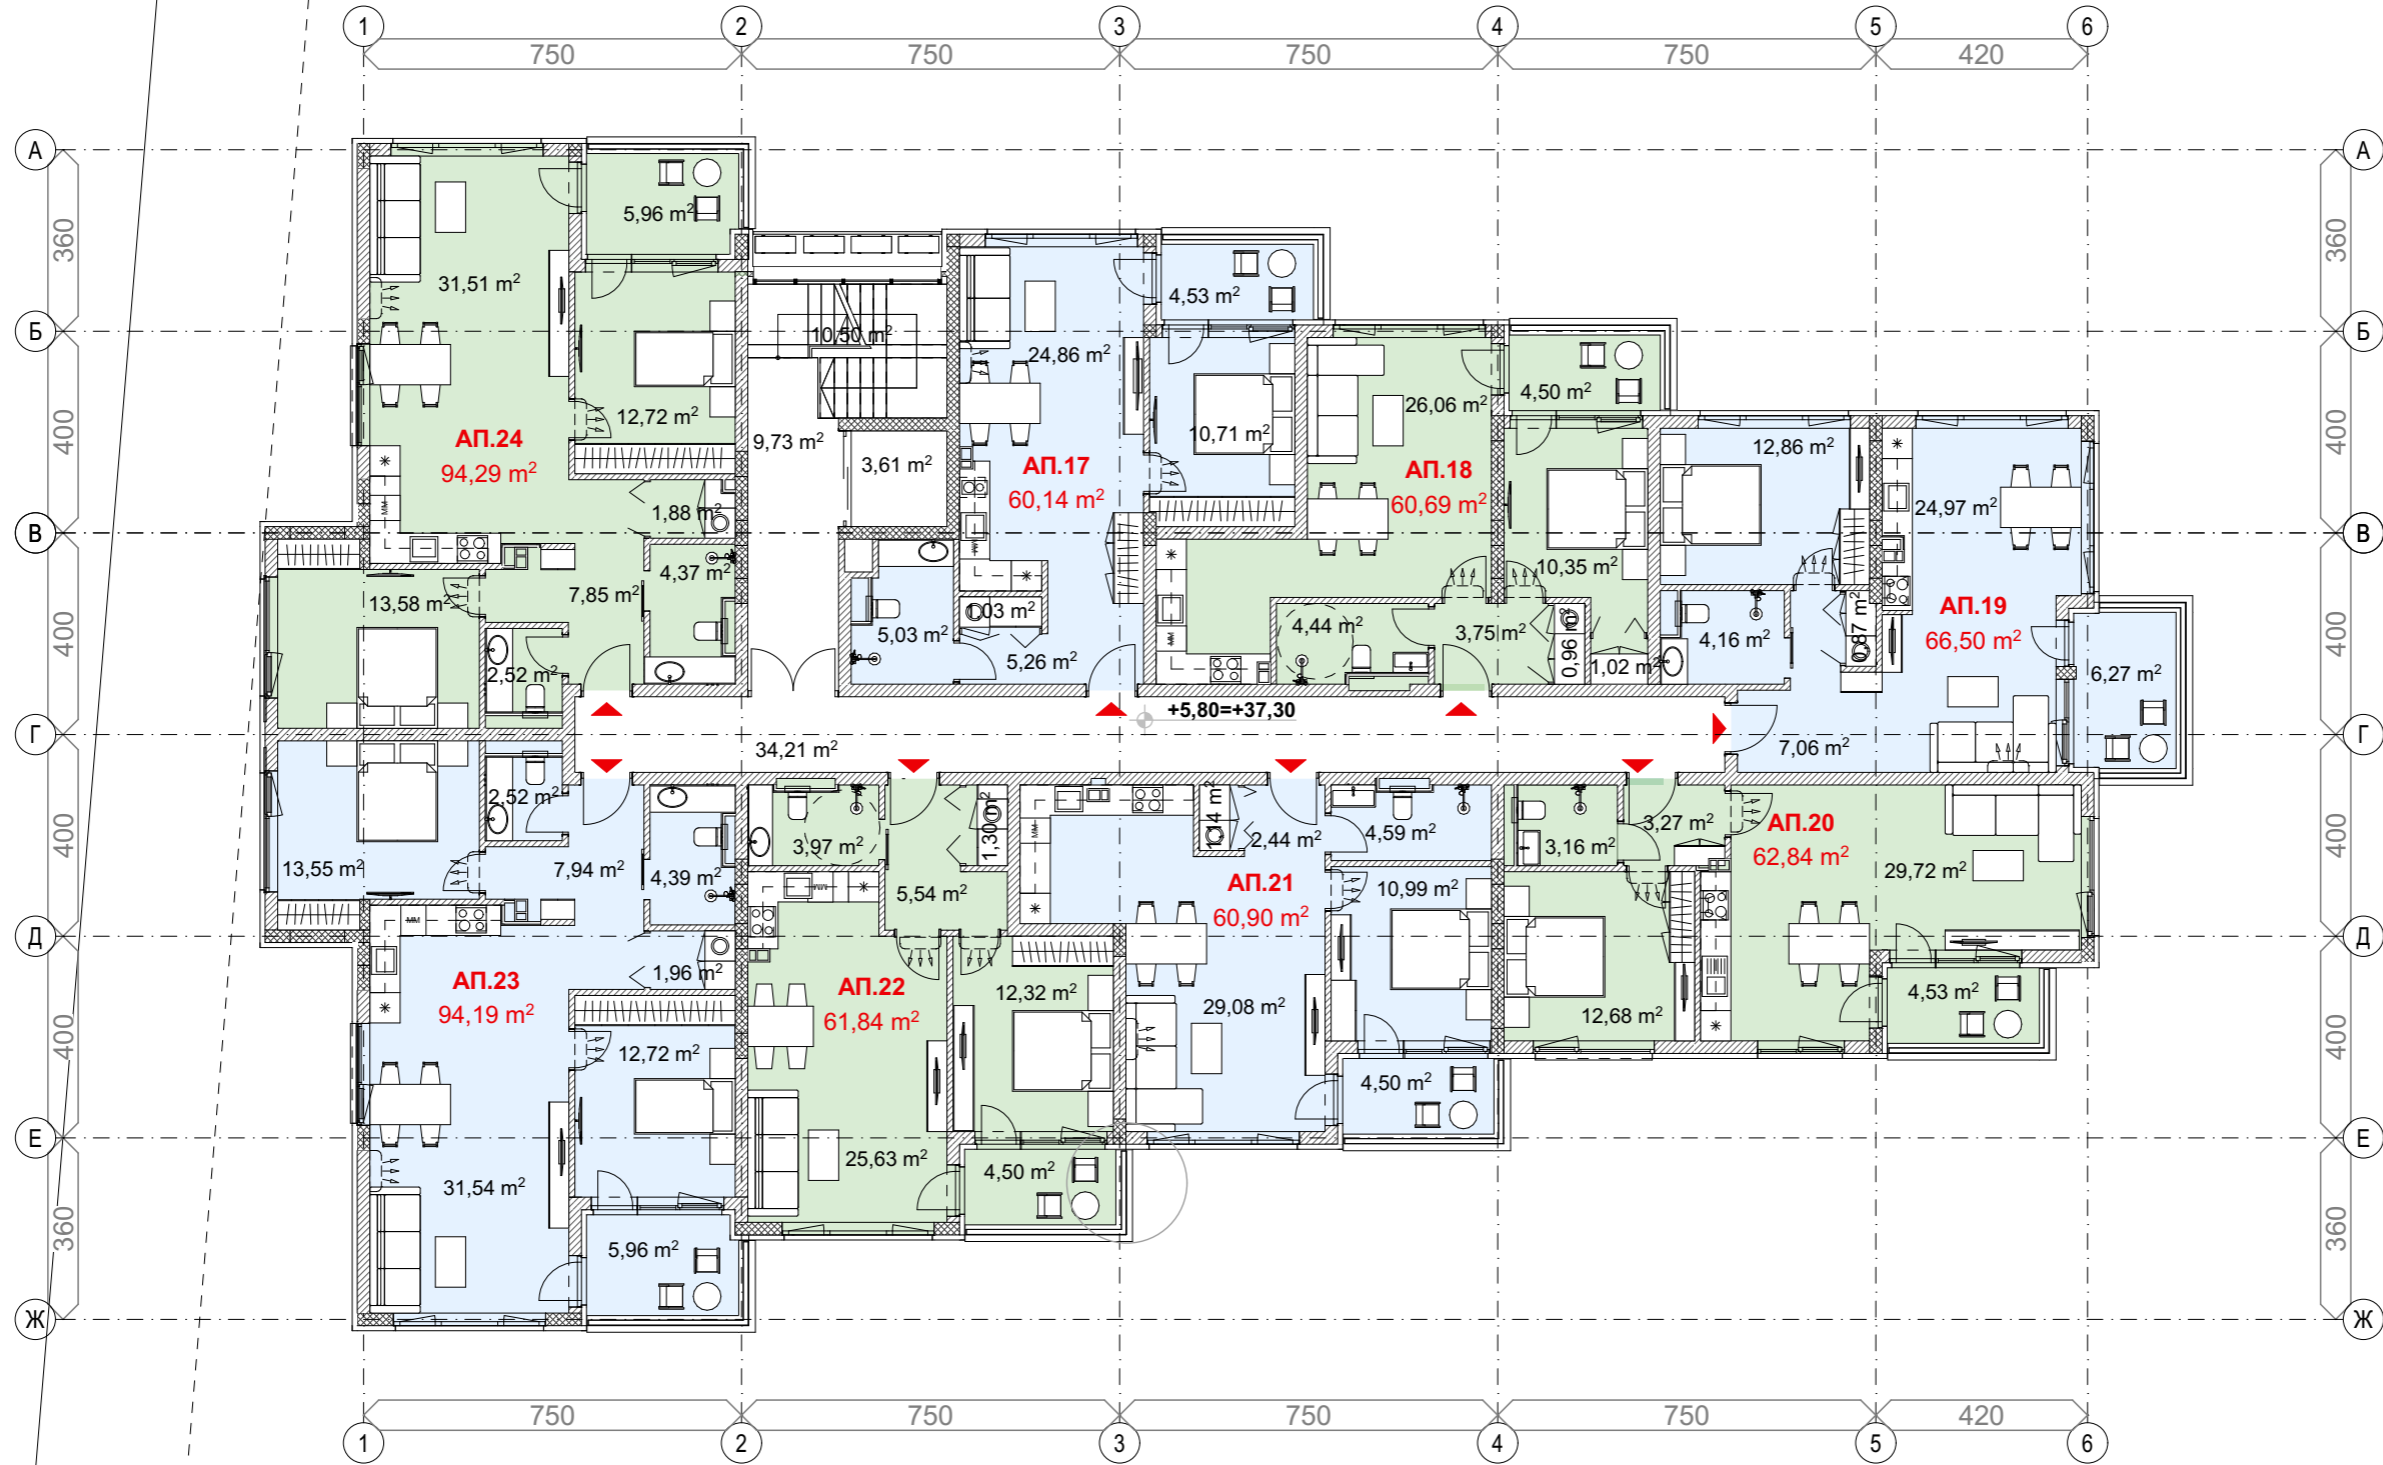 1 2 3 4 5 6
750 750 750 750 420
А А
360 360
5,96 m²
31,51 m²
4,53 m²
Б Б
10,50 m²
24,86 m²
4,50 m²
400 400
12,72 m²
26,06 m²
АП.24
94,29 m²
9,73 m²
3,61 m²
АП.17
60,14 m²
10,71 m²
АП.18
60,69 m²
12,86 m²
24,97 m²
1,88 m²
В В
4,37 m²
10,35 m²
13,58 m²
7,85 m²
1,03 m²
5,03 m²
5,26 m²
4,44 m²
3,75 m²
0,96 m²
1,02 m²
4,16 m²
0,87 m²
АП.19
66,50 m²
400 400
2,52 m²
6,27 m²
+5,80=+37,30
Г Г
34,21 m²
7,06 m²
2,52 m²
13,55 m²
7,94 m²
4,39 m²
3,97 m²
1,30 m²
5,54 m²
2,44 m²
4,59 m²
3,16 m²
3,27 m²
АП.20
62,84 m²
29,72 m²
400 400
АП.21
60,90 m²
10,99 m²
Д Д
АП.23
94,19 m²
1,96 m²
АП.22
61,84 m²
12,32 m²
29,08 m²
12,68 m²
4,53 m²
400 400
12,72 m²
4,50 m²
Е Е
31,54 m²
25,63 m²
4,50 m²
360 360
5,96 m²
Ж Ж
750 750 750 750 420
1 2 3 4 5 6